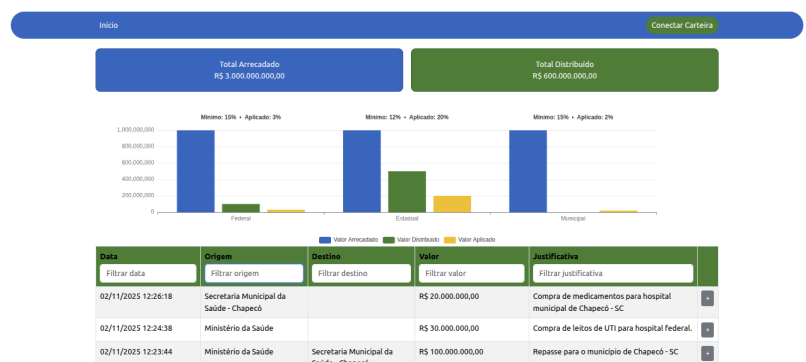 Início
Conectar Carteira
Total Arrecadado
R$ 3.000.000.000,00
Total Distribuído
R$ 600.000.000,00
Mínimo: 15% • Aplicado: 3%
Mínimo: 12% • Aplicado: 20%
Mínimo: 15% • Aplicado: 2%
1,000,000,000
800,000,000
600,000,000
400,000,000
200,000,000
0
Federal
Estadual
Municipal
Valor Arrecadado
Valor Distribuído
Valor Aplicado
Data
Origem
Destino
Valor
Justificativa
Filtrar data
Filtrar origem
Filtrar destino
Filtrar valor
Filtrar justificativa
02/11/2025 12:26:18
Secretaria Municipal da
Saúde - Chapecó
R$ 20.000.000,00
Compra de medicamentos para hospital
municipal de Chapecó - SC
+
02/11/2025 12:24:38
Ministério da Saúde
R$ 30.000.000,00
Compra de leitos de UTI para hospital federal.
+
02/11/2025 12:23:44
Ministério da Saúde
Secretaria Municipal da
Saúde - Chapecó
R$ 100.000.000,00
Repasse para o município de Chapecó - SC
+